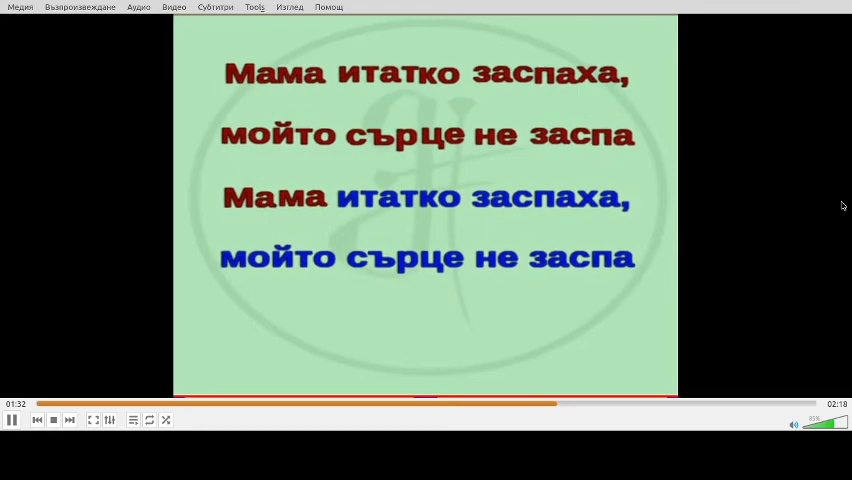 Медия Възпроизвеждане Аудио Видео Субтитри Tools Изглед Помощ
Мама итатко заспаха,
мойто сърце не заспа
Мама итатко заспаха,
мойто сърце не заспа
01:32 02:18
85%